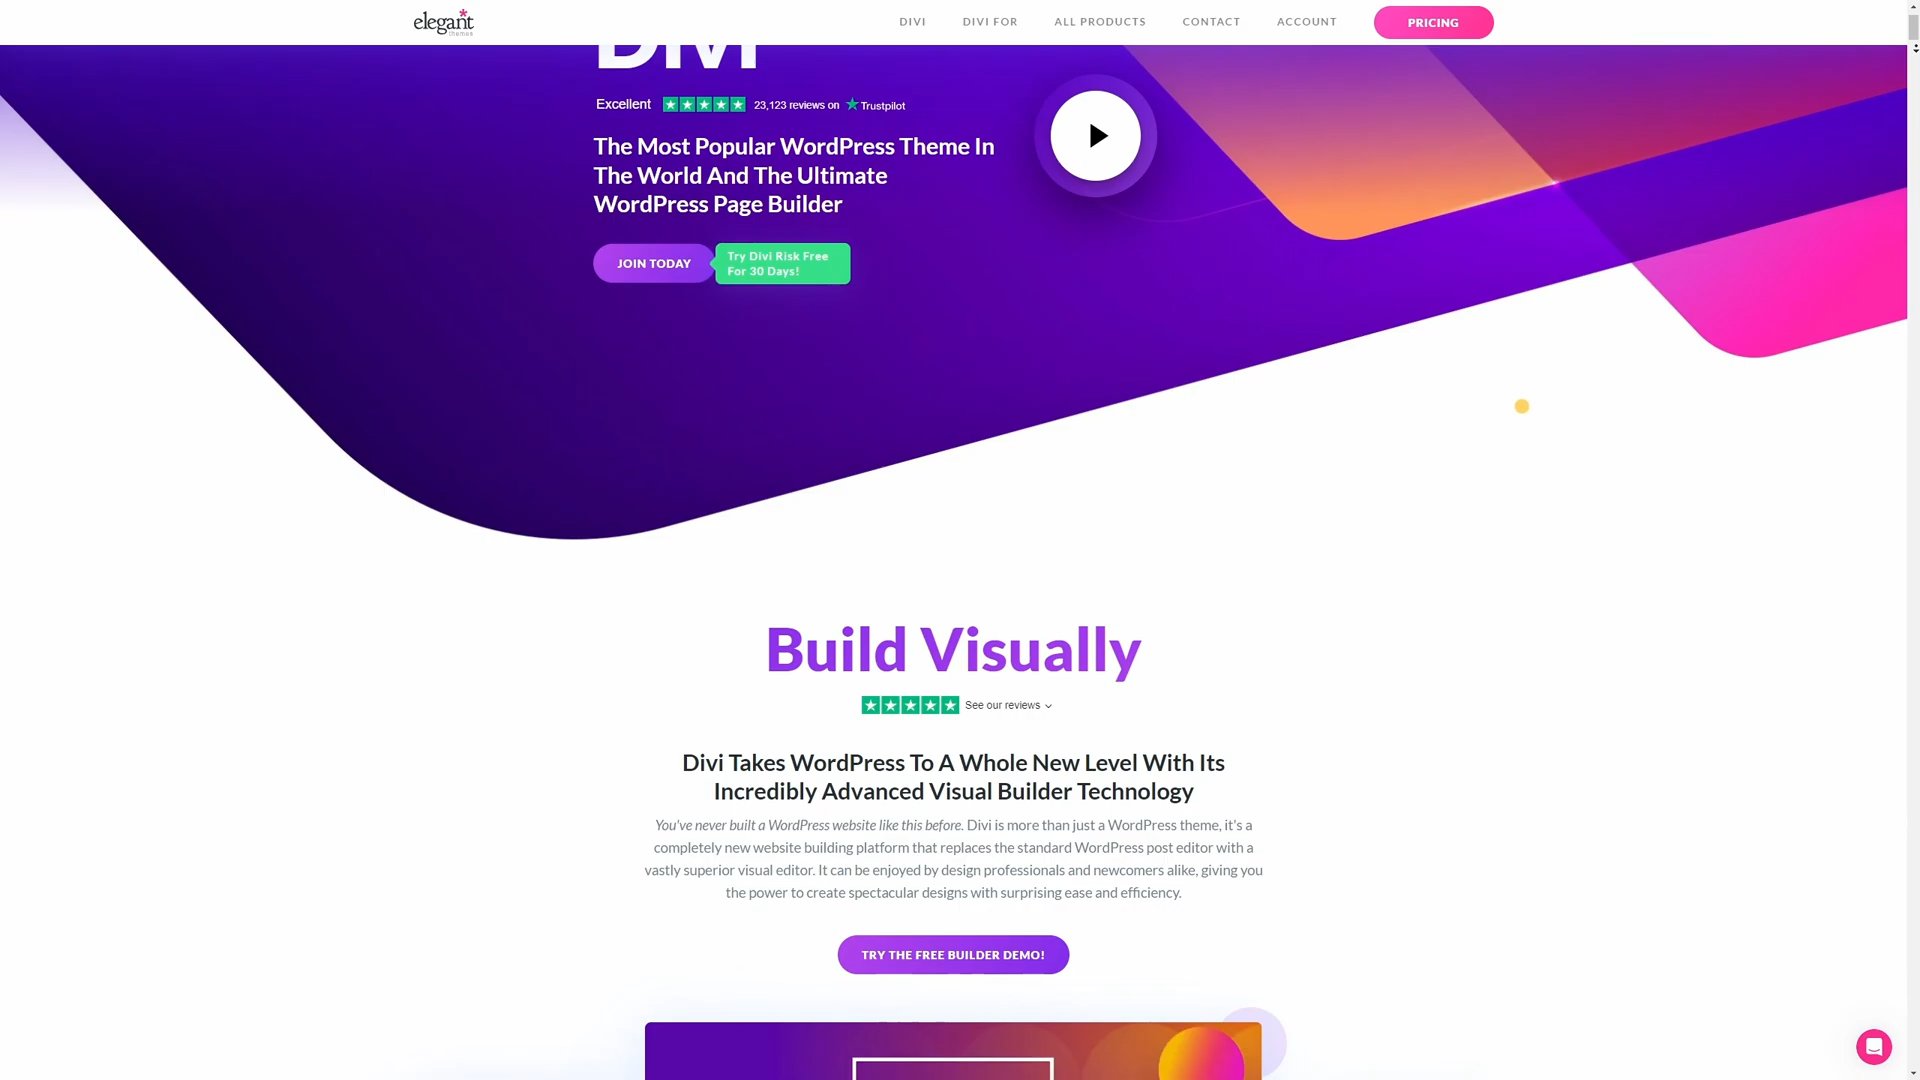 elegant
themes
DIVI
DIVI FOR
ALL PRODUCTS
CONTACT
ACCOUNT
PRICING
DIVI
Excellent
23,123 reviews on
Trustpilot
The Most Popular WordPress Theme In
The World And The Ultimate
WordPress Page Builder
JOIN TODAY
Try Divi Risk Free
For 30 Days!
Build Visually
See our reviews
Divi Takes WordPress To A Whole New Level With Its
Incredibly Advanced Visual Builder Technology
You've never built a WordPress website like this before. Divi is more than just a WordPress theme, it's a
completely new website building platform that replaces the standard WordPress post editor with a
vastly superior visual editor. It can be enjoyed by design professionals and newcomers alike, giving you
the power to create spectacular designs with surprising ease and efficiency.
TRY THE FREE BUILDER DEMO!